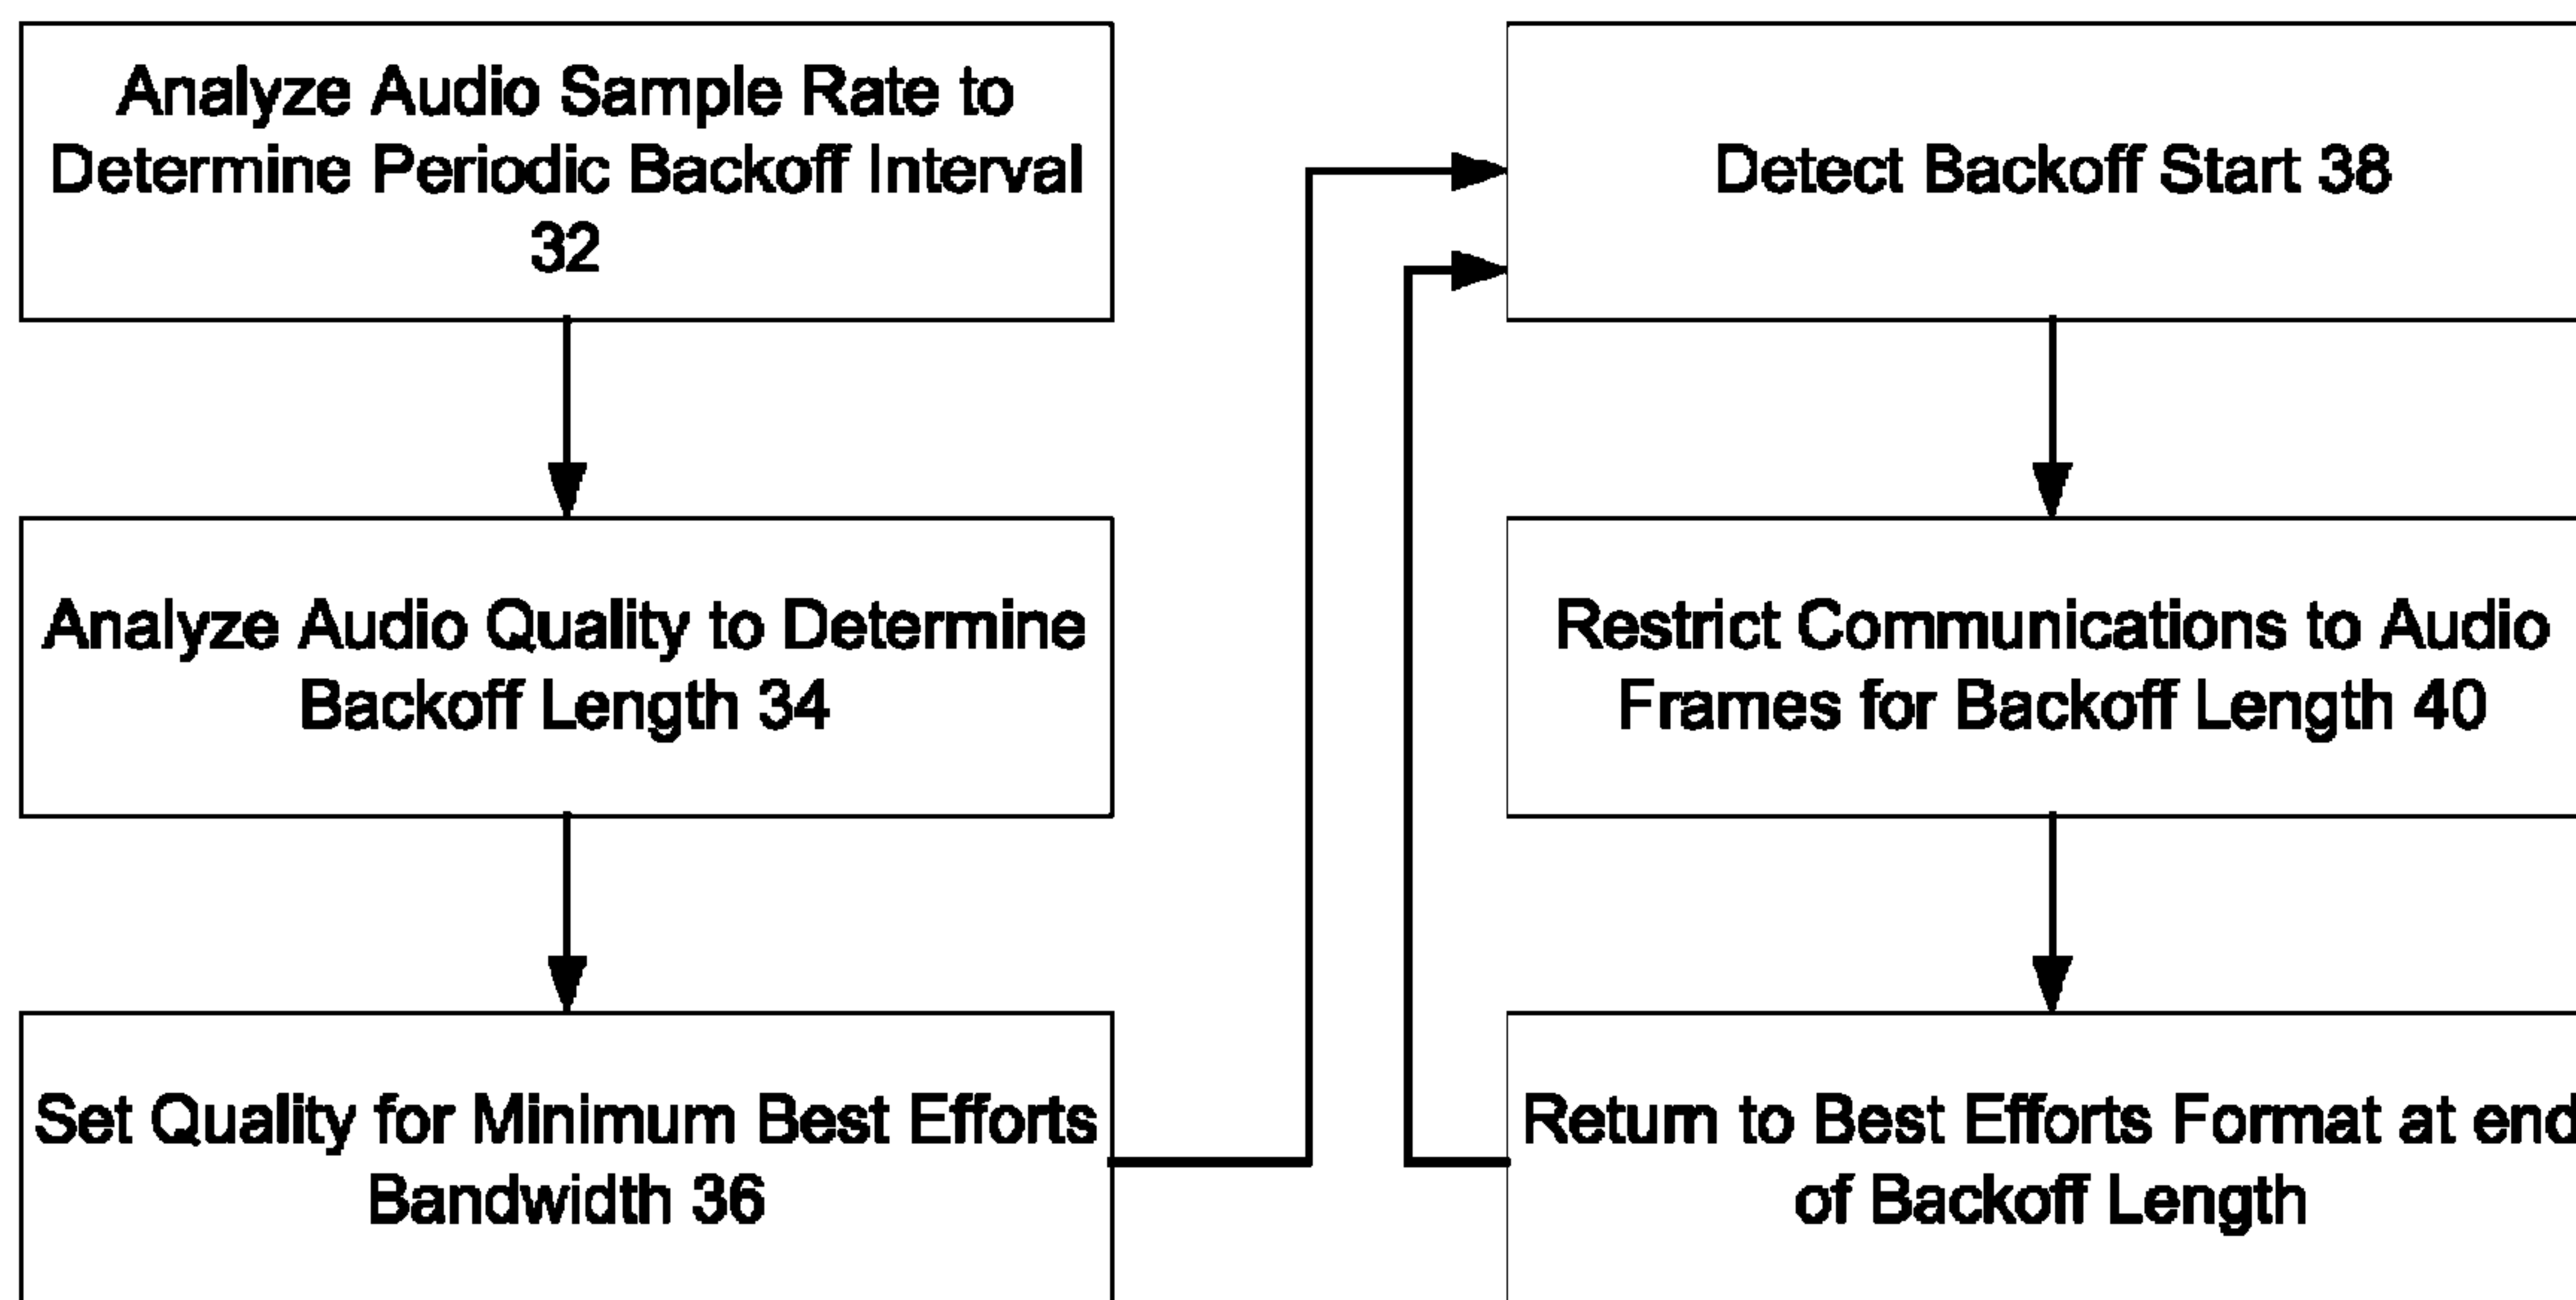 Analyze Audio Sample Rate to
Determine Periodic Backoff Interval
32
Analyze Audio Quality to Determine
Backoff Length 34
Set Quality for Minimum Best Efforts
Bandwidth 36
Detect Backoff Start 38
Restrict Communications to Audio
Frames for Backoff Length 40
Return to Best Efforts Format at end
of Backoff Length